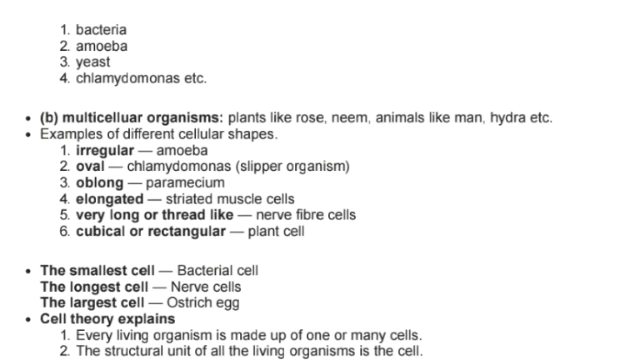 1. bacteria
2. amoeba
3. yeast
4. chlamydomonas etc.
• (b) multicelluar organisms: plants like rose, neem, animals like man, hydra etc.
• Examples of different cellular shapes.
1. irregular — amoeba
2. oval — chlamydomonas (slipper organism)
3. oblong — paramecium
4. elongated — striated muscle cells
5. very long or thread like — nerve fibre cells
6. cubical or rectangular — plant cell
• The smallest cell — Bacterial cell
The longest cell — Nerve cells
The largest cell — Ostrich egg
• Cell theory explains
1. Every living organism is made up of one or many cells.
2. The structural unit of all the living organisms is the cell.